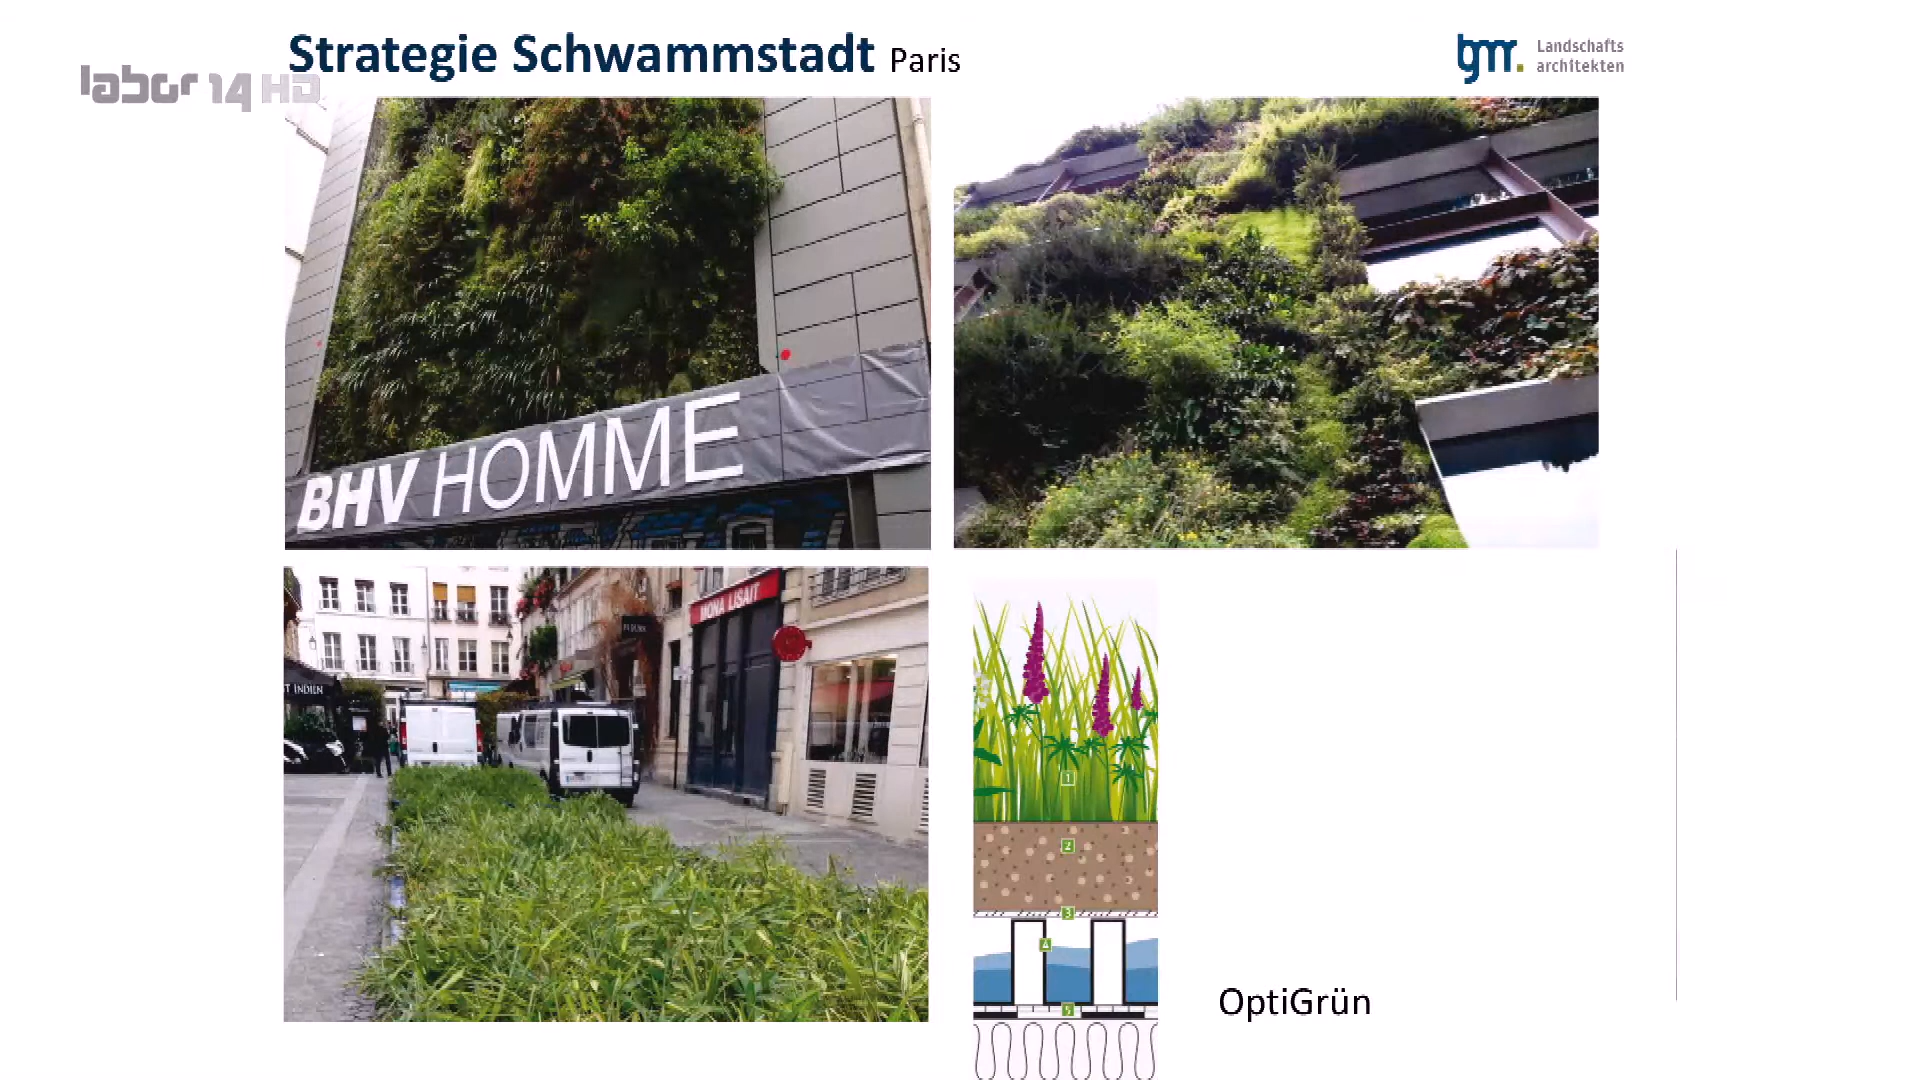 Strategie Schwammstadt Paris
gmr. Landschafts
architekten
labor 14 HD
BHV HOMME
MONA LISAIT
T INDIEN
1
2
3
4
5
OptiGrün